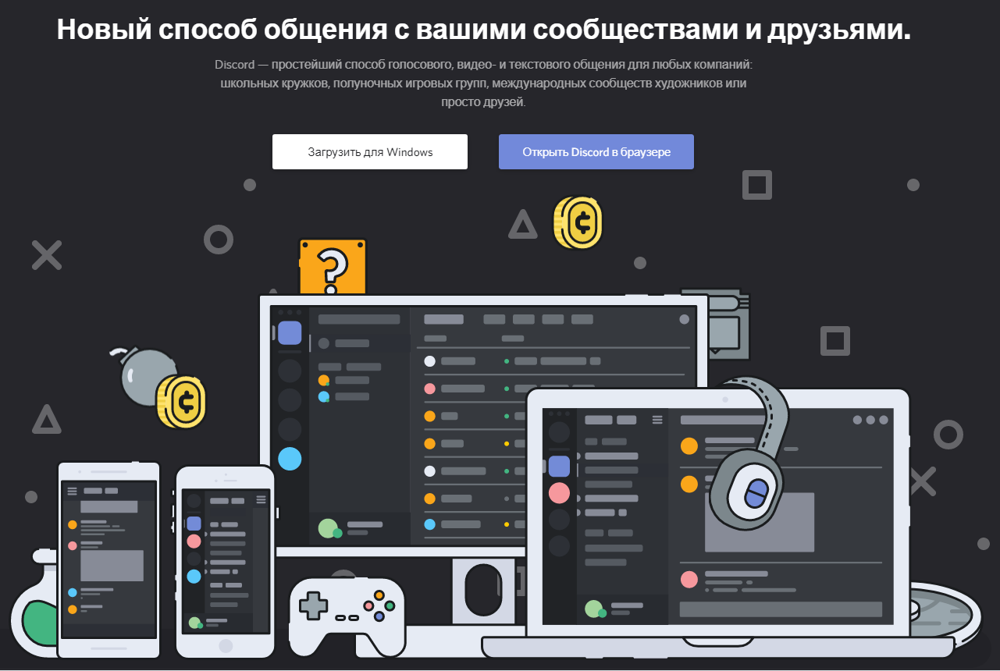 Новый способ общения с вашими сообществами и друзьями.
Discord — простейший способ голосового, видео- и текстового общения для любых компаний:
школьных кружков, полуночных игровых групп, международных сообществ художников или
просто друзей.
Загрузить для Windows
Открыть Discord в браузере
?